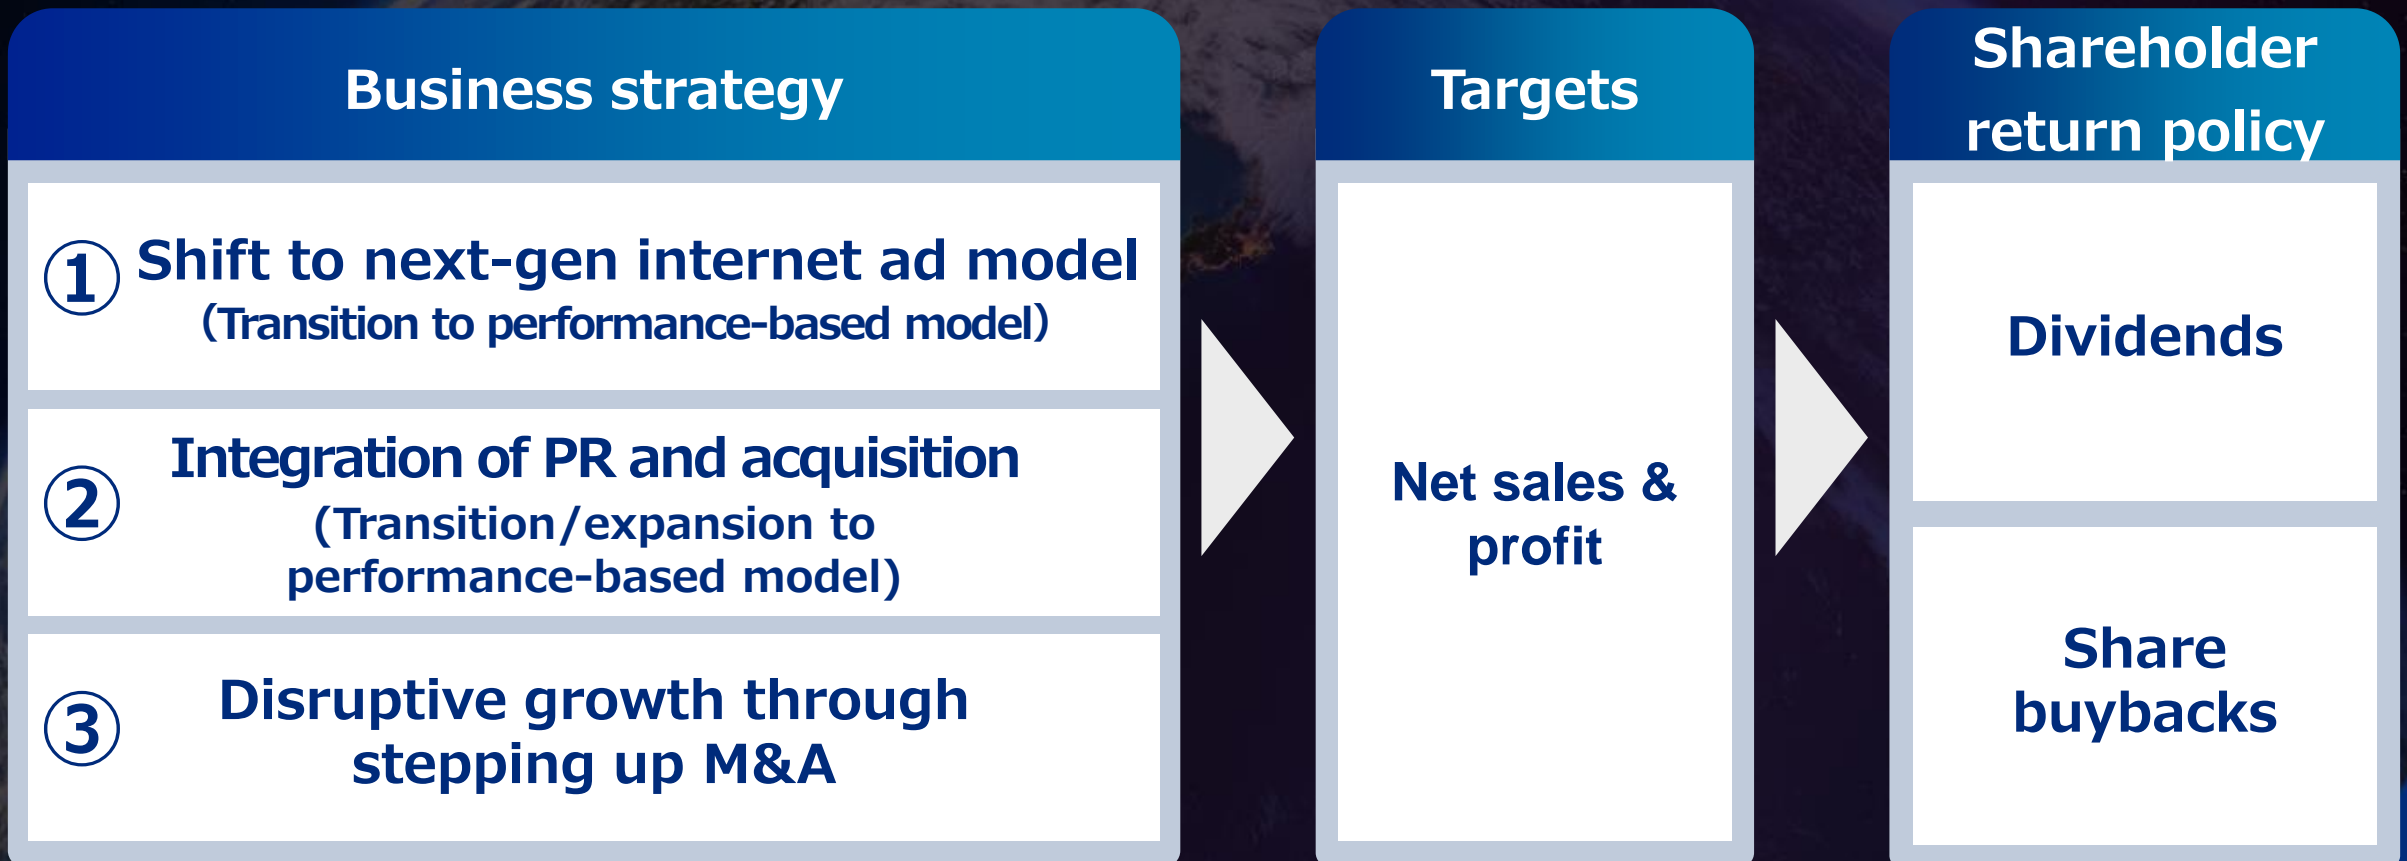 Business strategy
① Shift to next-gen internet ad model
(Transition to performance-based model)
② Integration of PR and acquisition
(Transition/expansion to
performance-based model)
③ Disruptive growth through
stepping up M&A
Targets
Net sales &
profit
Shareholder
return policy
Dividends
Share
buybacks